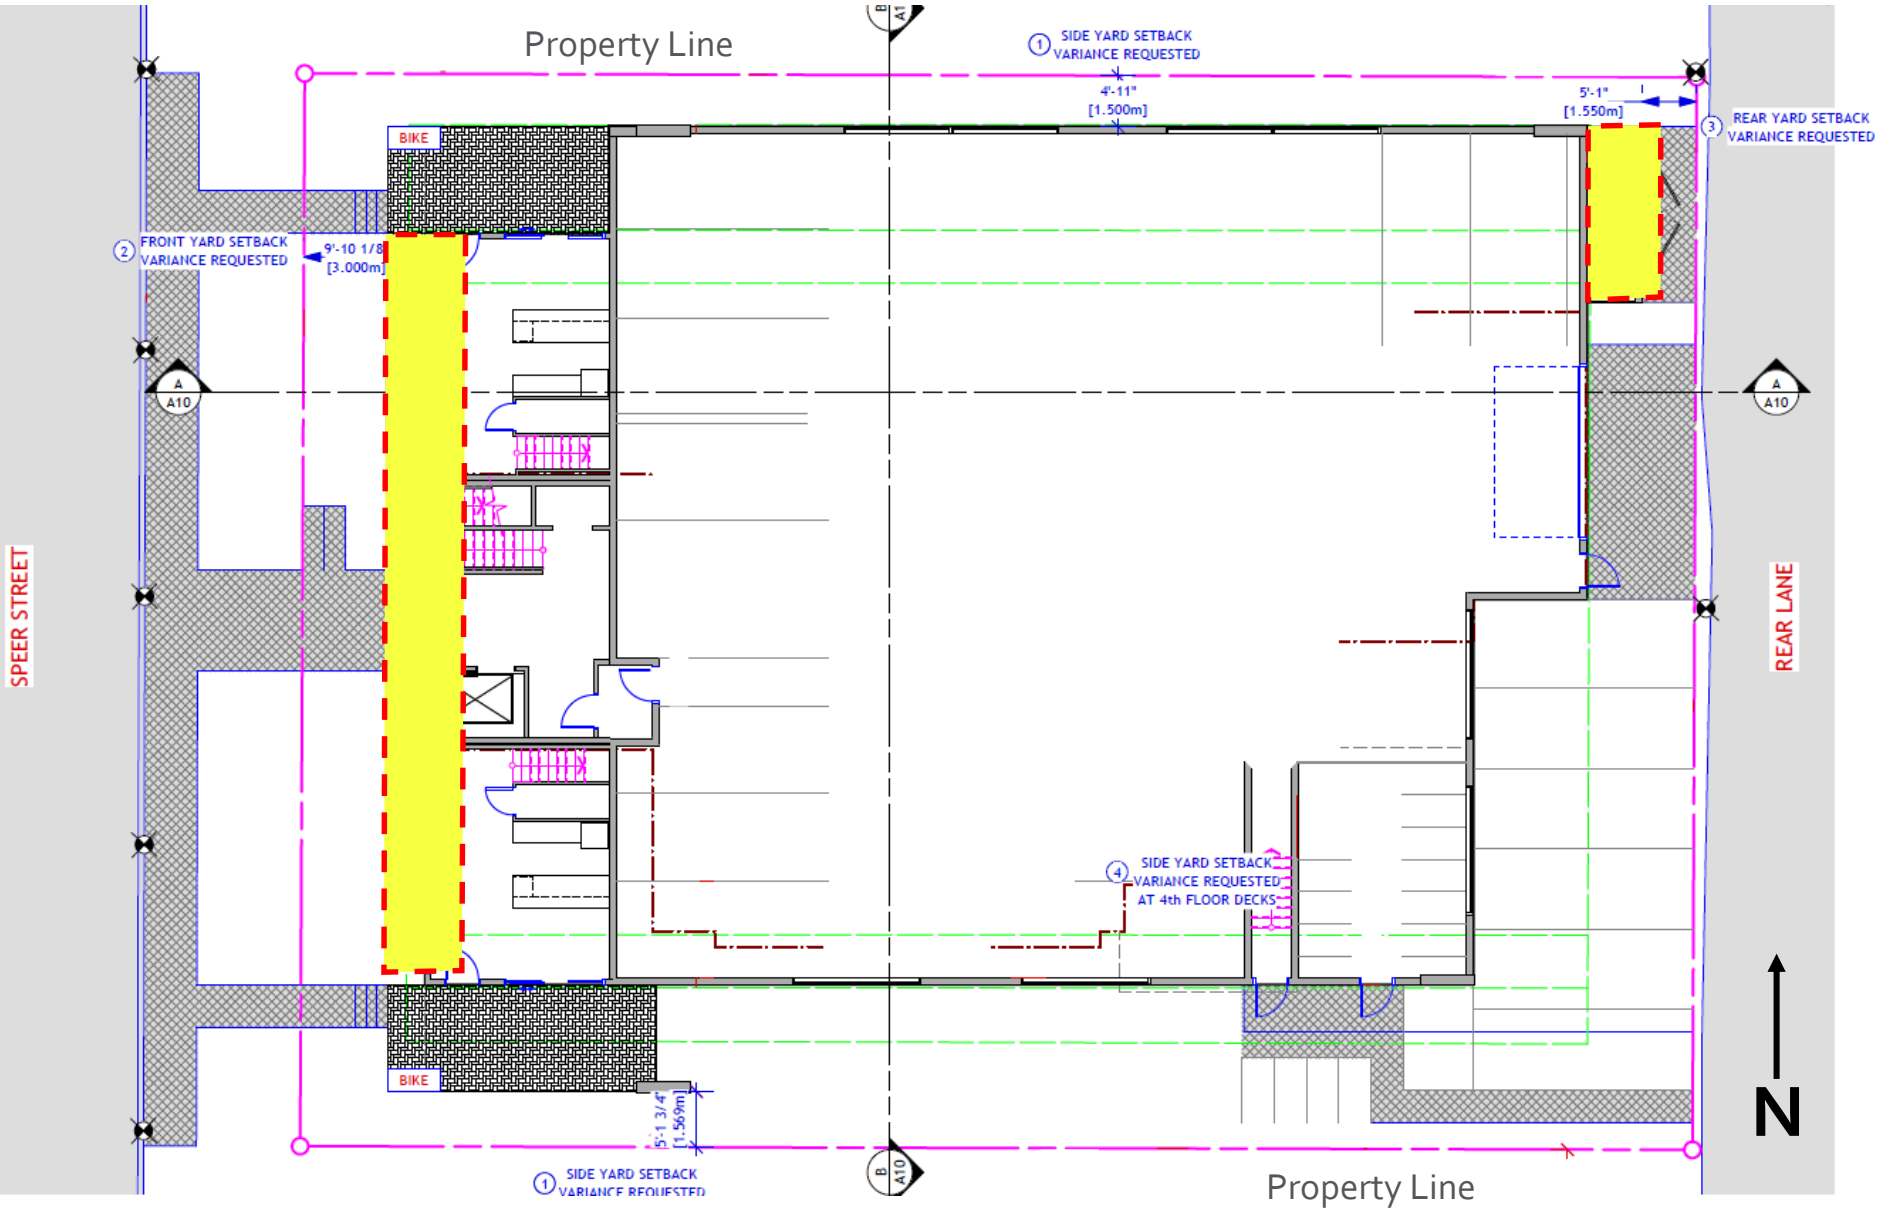 B
A1
Property Line
1
SIDE YARD SETBACK
VARIANCE REQUESTED
4'-11"
[1.500m]
5'-1"
[1.550m]
3
REAR YARD SETBACK
VARIANCE REQUESTED
BIKE
2
FRONT YARD SETBACK
VARIANCE REQUESTED
9'-10 1/8
[3.000m]
A
A10
A
A10
SPEER STREET
REAR LANE
4
SIDE YARD SETBACK
VARIANCE REQUESTED
AT 4th FLOOR DECKS
BIKE
5'-1 3/4"
[1.569m]
N
B
A10
1
SIDE YARD SETBACK
VARIANCE REQUESTED
Property Line